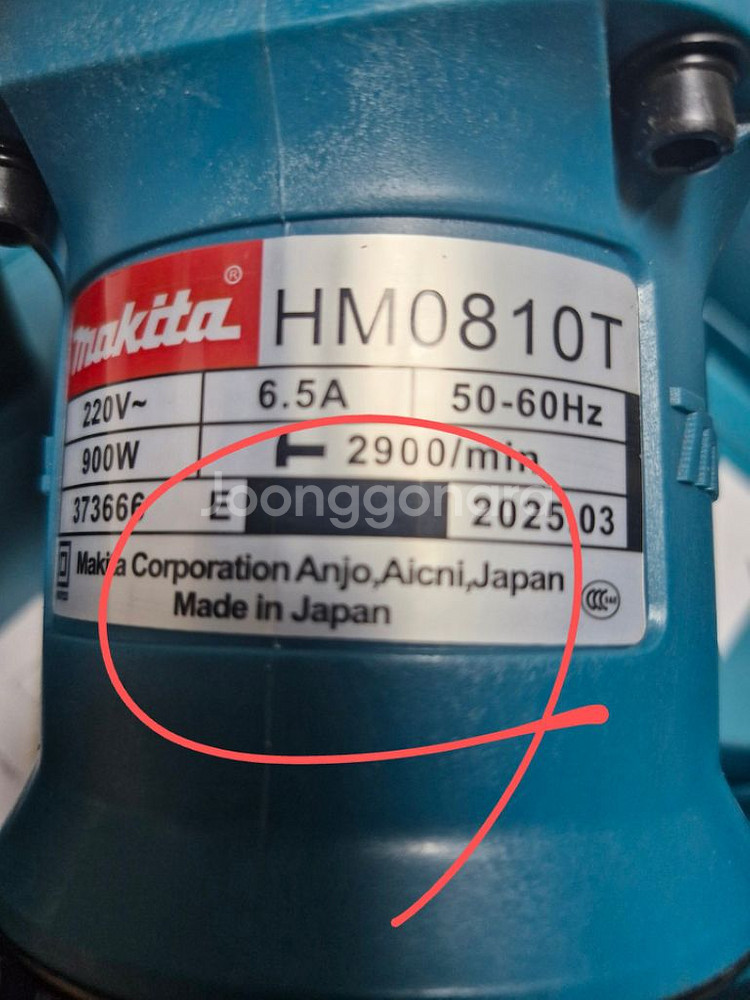 makita® HM0810T
220V~ 6.5A 50-60Hz
900W 2900/min
373666 E 2025.03
Joonggonara
Makita Corporation Anjo,Aicni,Japan
Made in Japan
CCC